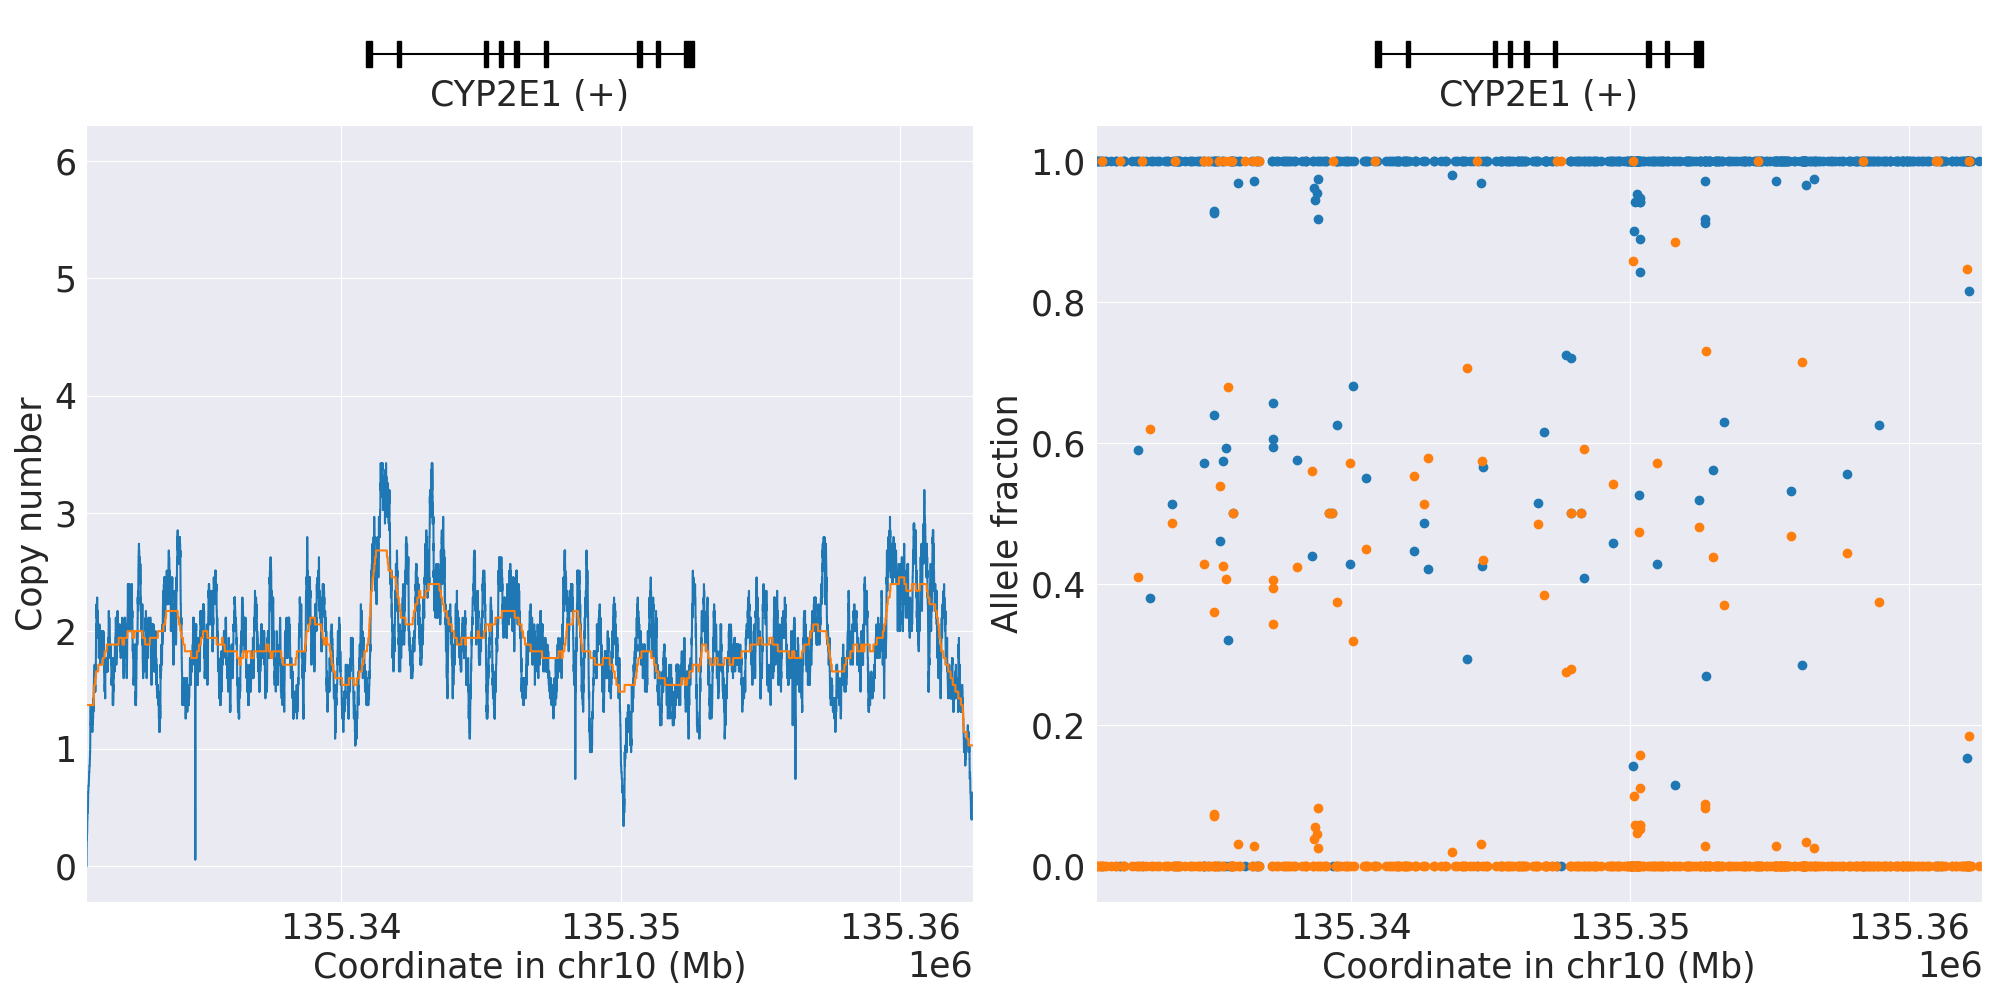 CYP2E1 (+)
6
5
4
3
2
1
0
Copy number
135.34 135.35 135.36
Coordinate in chr10 (Mb)
1e6
CYP2E1 (+)
1.0
0.8
0.6
0.4
0.2
0.0
Allele fraction
135.34 135.35 135.36
Coordinate in chr10 (Mb)
1e6